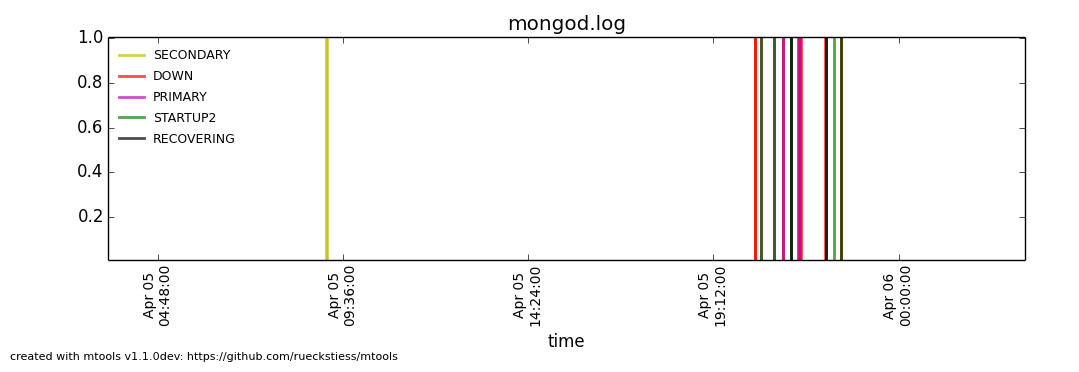 mongod.log
1.0
0.8
0.6
0.4
0.2
SECONDARY
DOWN
PRIMARY
STARTUP2
RECOVERING
Apr 05
04:48:00
Apr 05
09:36:00
Apr 05
14:24:00
Apr 05
19:12:00
Apr 06
00:00:00
time
created with mtools v1.1.0dev: https://github.com/rueckstiess/mtools